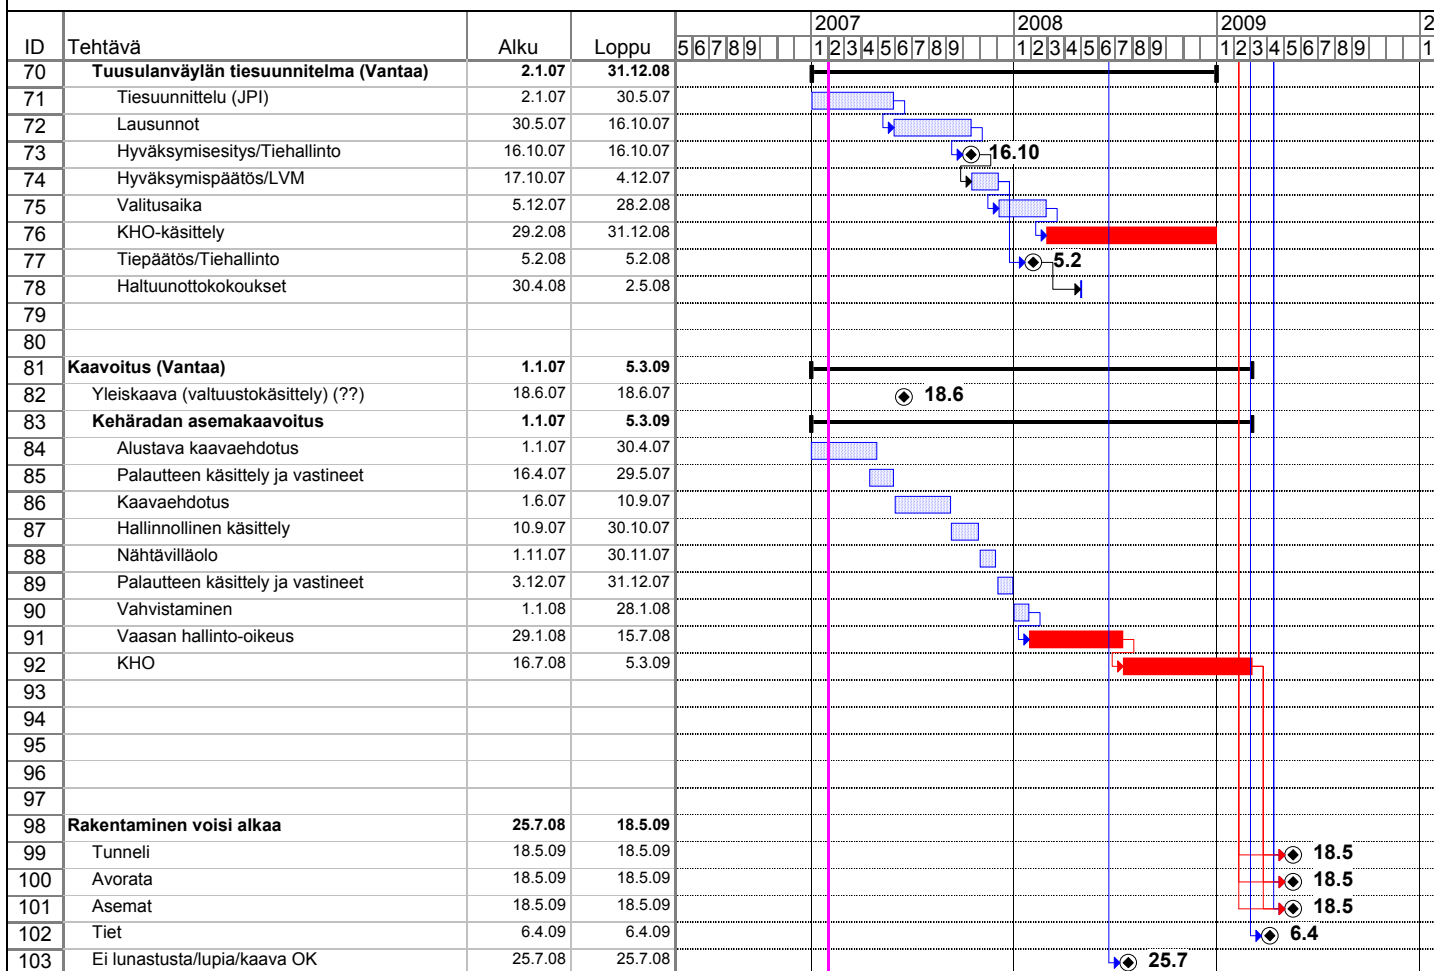 2007 2008 2009 2
ID Tehtävä Alku Loppu 5 6 7 8 9 1 2 3 4 5 6 7 8 9 1 2 3 4 5 6 7 8 9 1 2 3 4 5 6 7 8 9 1
70 Tuusulanväylän tiesuunnitelma (Vantaa) 2.1.07 31.12.08
71 Tiesuunnittelu (JPI) 2.1.07 30.5.07
72 Lausunnot 30.5.07 16.10.07
73 Hyväksymisesitys/Tiehallinto 16.10.07 16.10.07 16.10
74 Hyväksymispäätös/LVM 17.10.07 4.12.07
75 Valitusaika 5.12.07 28.2.08
76 KHO-käsittely 29.2.08 31.12.08
77 Tiepäätös/Tiehallinto 5.2.08 5.2.08 5.2
78 Haltuunottokokoukset 30.4.08 2.5.08
79
80
81 Kaavoitus (Vantaa) 1.1.07 5.3.09
82 Yleiskaava (valtuustokäsittely) (??) 18.6.07 18.6.07 18.6
83 Kehäradan asemakaavoitus 1.1.07 5.3.09
84 Alustava kaavaehdotus 1.1.07 30.4.07
85 Palautteen käsittely ja vastineet 16.4.07 29.5.07
86 Kaavaehdotus 1.6.07 10.9.07
87 Hallinnollinen käsittely 10.9.07 30.10.07
88 Nähtävilläolo 1.11.07 30.11.07
89 Palautteen käsittely ja vastineet 3.12.07 31.12.07
90 Vahvistaminen 1.1.08 28.1.08
91 Vaasan hallinto-oikeus 29.1.08 15.7.08
92 KHO 16.7.08 5.3.09
93
94
95
96
97
98 Rakentaminen voisi alkaa 25.7.08 18.5.09
99 Tunneli 18.5.09 18.5.09 18.5
100 Avorata 18.5.09 18.5.09 18.5
101 Asemat 18.5.09 18.5.09 18.5
102 Tiet 6.4.09 6.4.09 6.4
103 Ei lunastusta/lupia/kaava OK 25.7.08 25.7.08 25.7